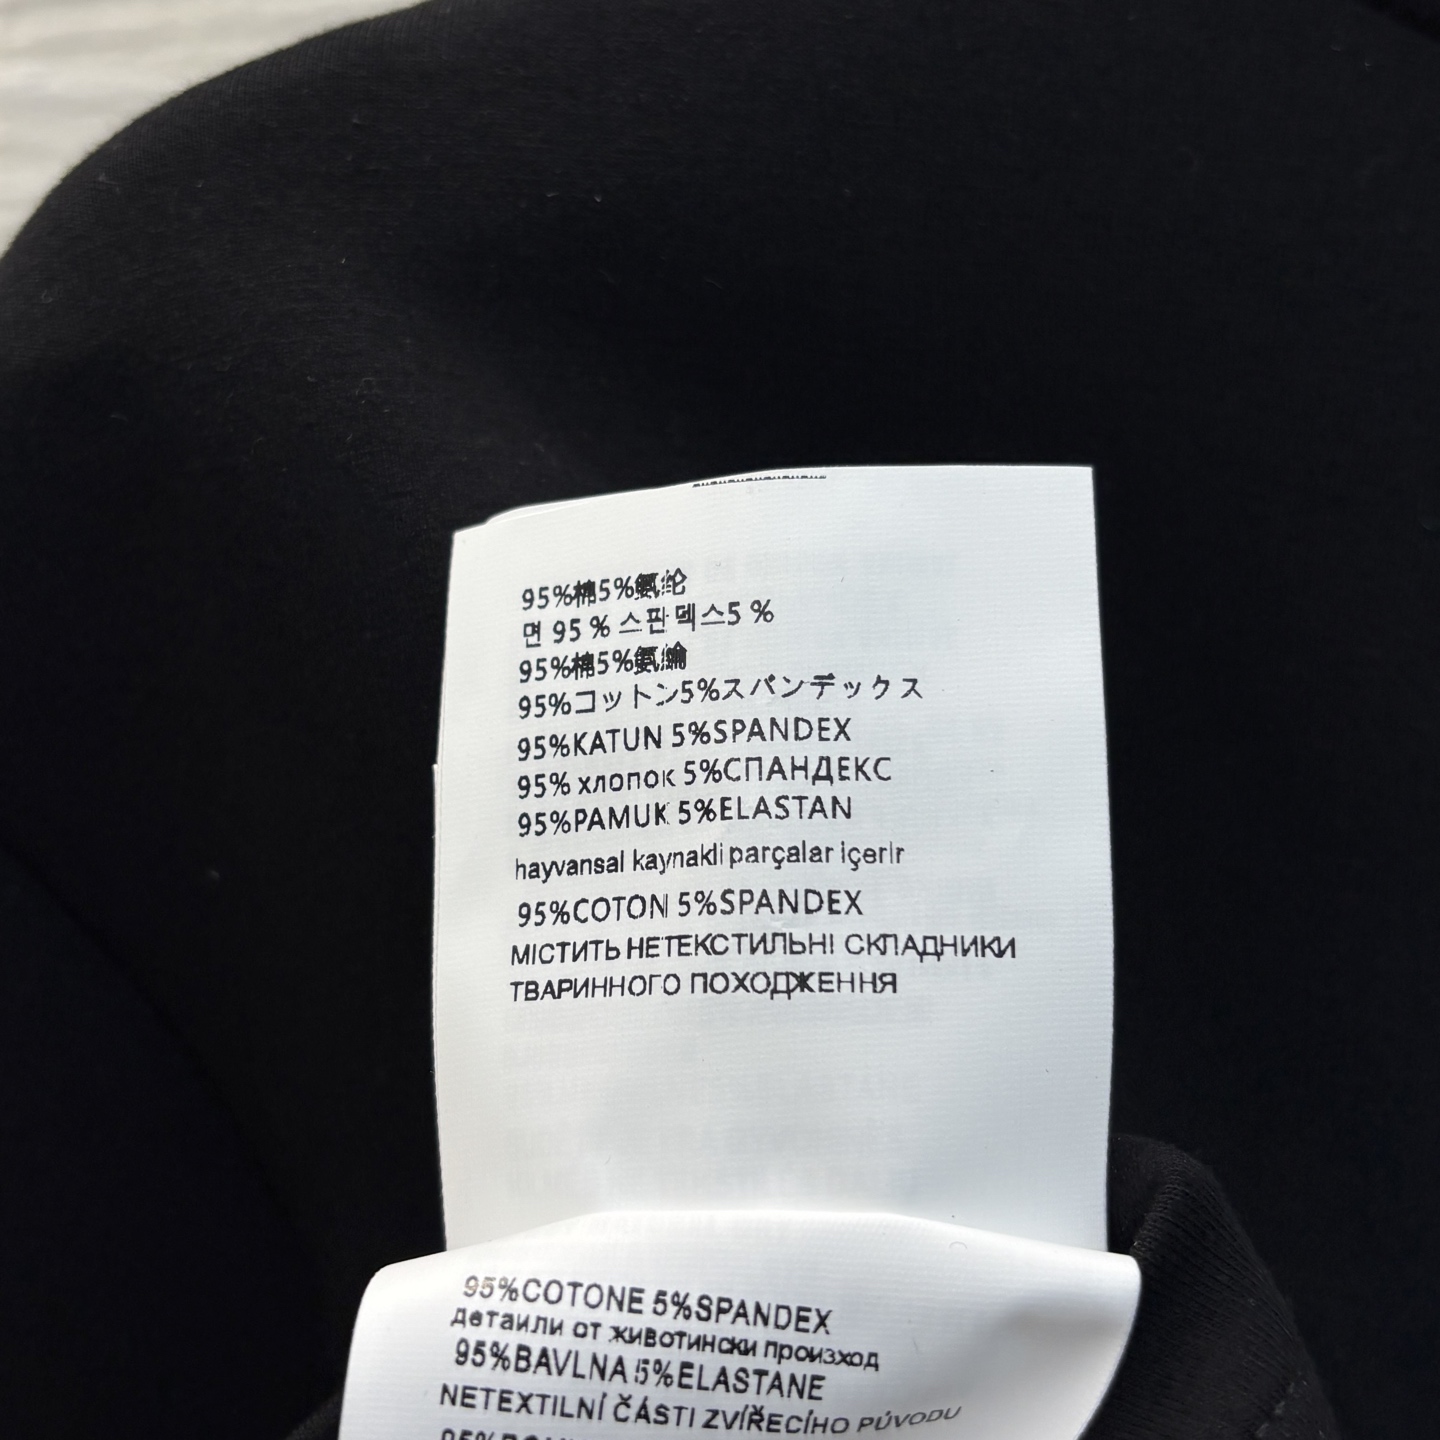 95%棉5%氨纶
면 95 % 스판덱스5 %
95%棉5%氨綸
95%コットン5%スパンデックス
95%KATUN 5%SPANDEX
95% хлопок 5%СПАНДЕКС
95%PAMUK 5%ELASTAN
hayvansal kaynakli parçalar içerir
95%COTON 5%SPANDEX
МІСТИТЬ НЕТЕКСТИЛЬНІ СКЛАДНИКИ
ТВАРИННОГО ПОХОДЖЕННЯ
95%COTONE 5%SPANDEX
детаили от животински произход
95%BAVLNA 5%ELASTANE
NETEXTILNÍ ČÁSTI ZVÍŘECÍHO PŮVODU